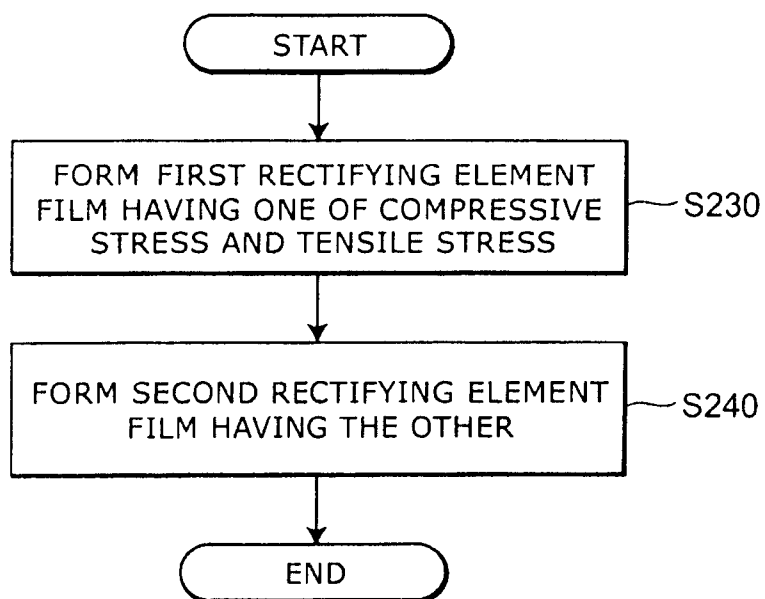 START
FORM FIRST RECTIFYING ELEMENT
FILM HAVING ONE OF COMPRESSIVE
STRESS AND TENSILE STRESS
S230
FORM SECOND RECTIFYING ELEMENT
FILM HAVING THE OTHER
S240
END